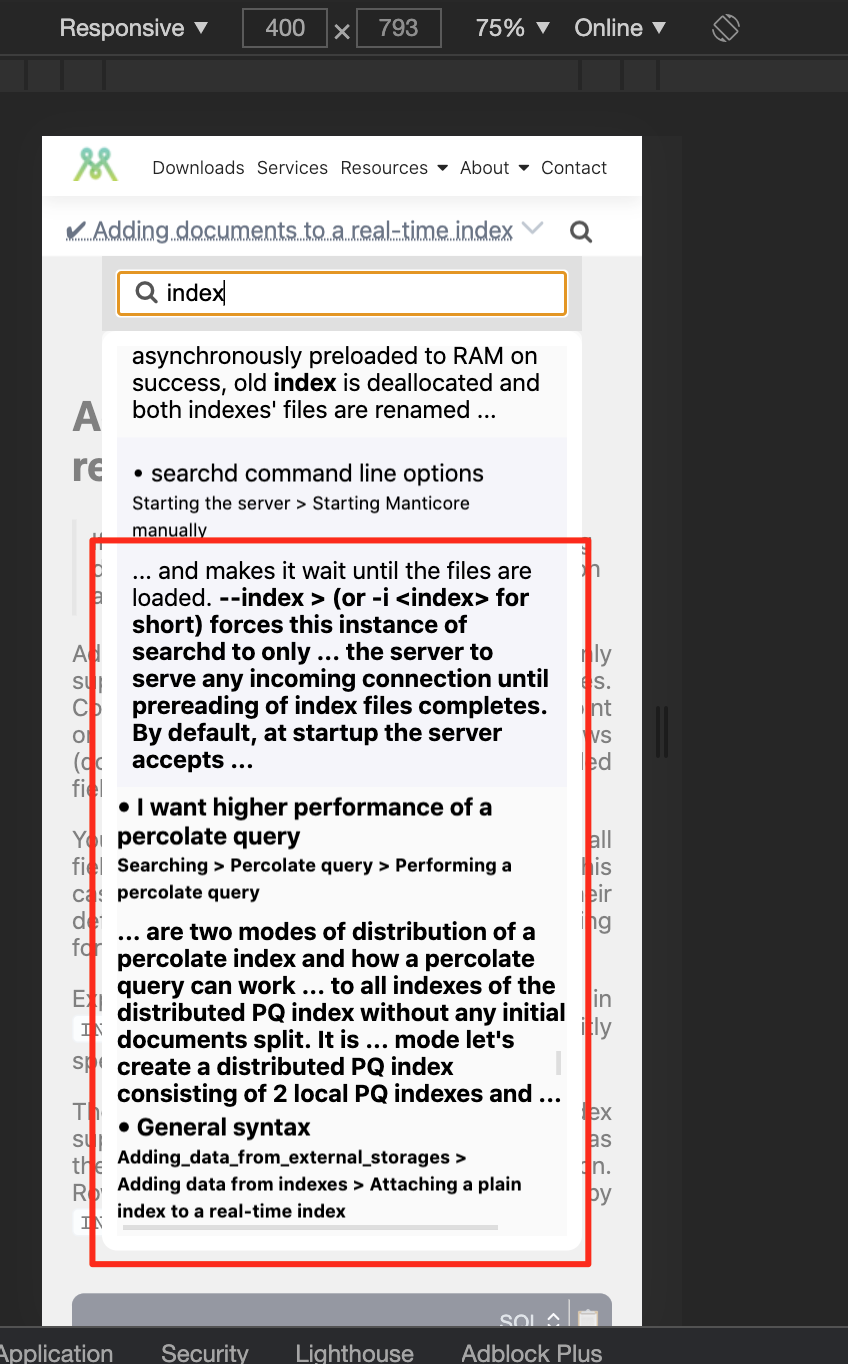 Responsive ▼ 400 × 793 75% ▼ Online ▼
Downloads Services Resources About Contact
✔ Adding documents to a real-time index
index
asynchronously preloaded to RAM on
success, old index is deallocated and
both indexes' files are renamed ...
A
re
• searchd command line options
Starting the server > Starting Manticore
manually
... and makes it wait until the files are
loaded. --index > (or -i <index> for
short) forces this instance of
searchd to only ... the server to
serve any incoming connection until
prereading of index files completes.
By default, at startup the server
accepts ...
• I want higher performance of a
percolate query
Searching > Percolate query > Performing a
percolate query
... are two modes of distribution of a
percolate index and how a percolate
query can work ... to all indexes of the
distributed PQ index without any initial
documents split. It is ... mode let's
create a distributed PQ index
consisting of 2 local PQ indexes and ...
• General syntax
Adding_data_from_external_storages >
Adding data from indexes > Attaching a plain
index to a real-time index
SQL
Application Security Lighthouse Adblock Plus